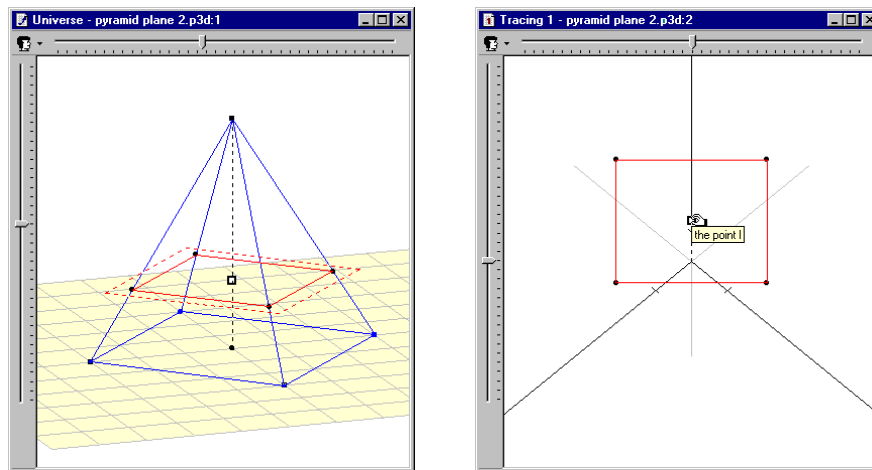 Universe - pyramid plane 2.p3d:1
Tracing 1 - pyramid plane 2.p3d:2
the point I